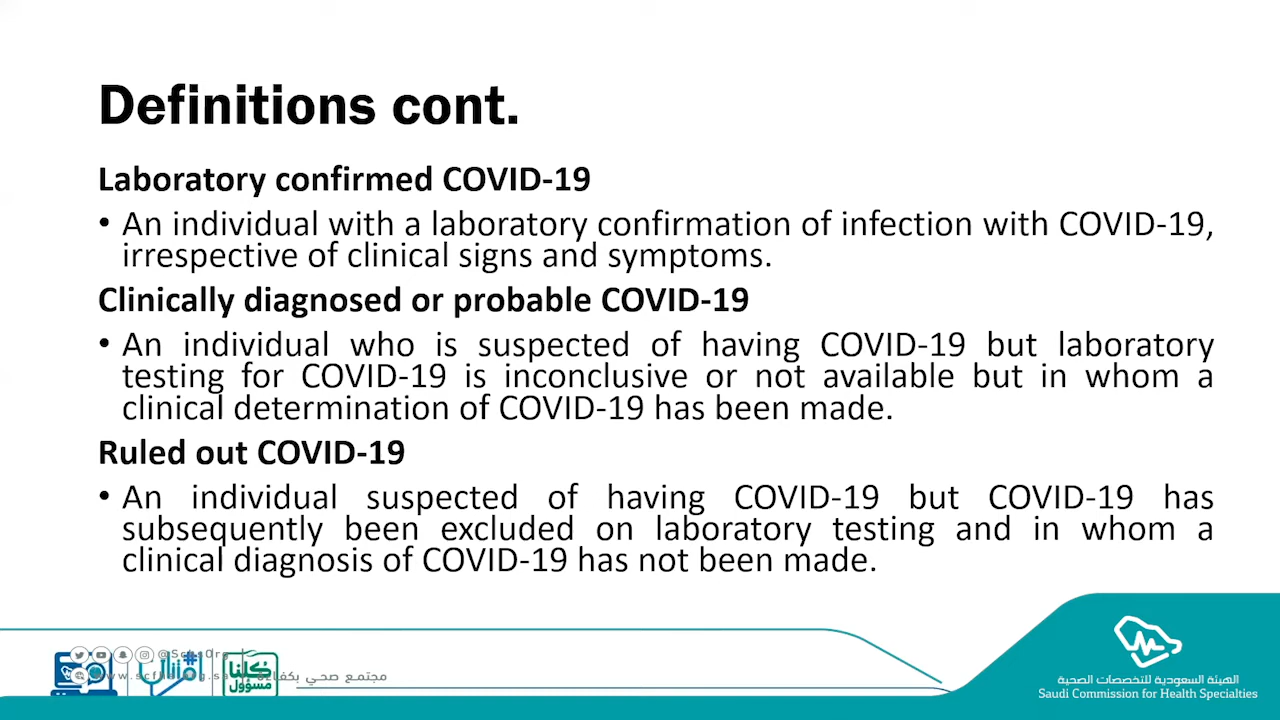 Definitions cont.
Laboratory confirmed COVID-19
• An individual with a laboratory confirmation of infection with COVID-19,
irrespective of clinical signs and symptoms.
Clinically diagnosed or probable COVID-19
• An individual who is suspected of having COVID-19 but laboratory
testing for COVID-19 is inconclusive or not available but in whom a
clinical determination of COVID-19 has been made.
Ruled out COVID-19
• An individual suspected of having COVID-19 but COVID-19 has
subsequently been excluded on laboratory testing and in whom a
clinical diagnosis of COVID-19 has not been made.
كلنا
مسؤول
مجتمع صحي بكفاءة
الهيئة السعودية للتخصصات الصحية
Saudi Commission for Health Specialties